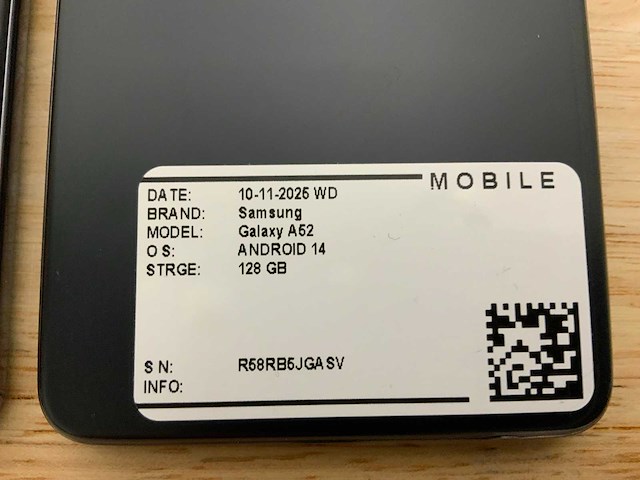 MOBILE
DATE: 10-11-2025 WD
BRAND: Samsung
MODEL: Galaxy A52
OS: ANDROID 14
STRGE: 128 GB
SN: R58RB5JGASV
INFO: